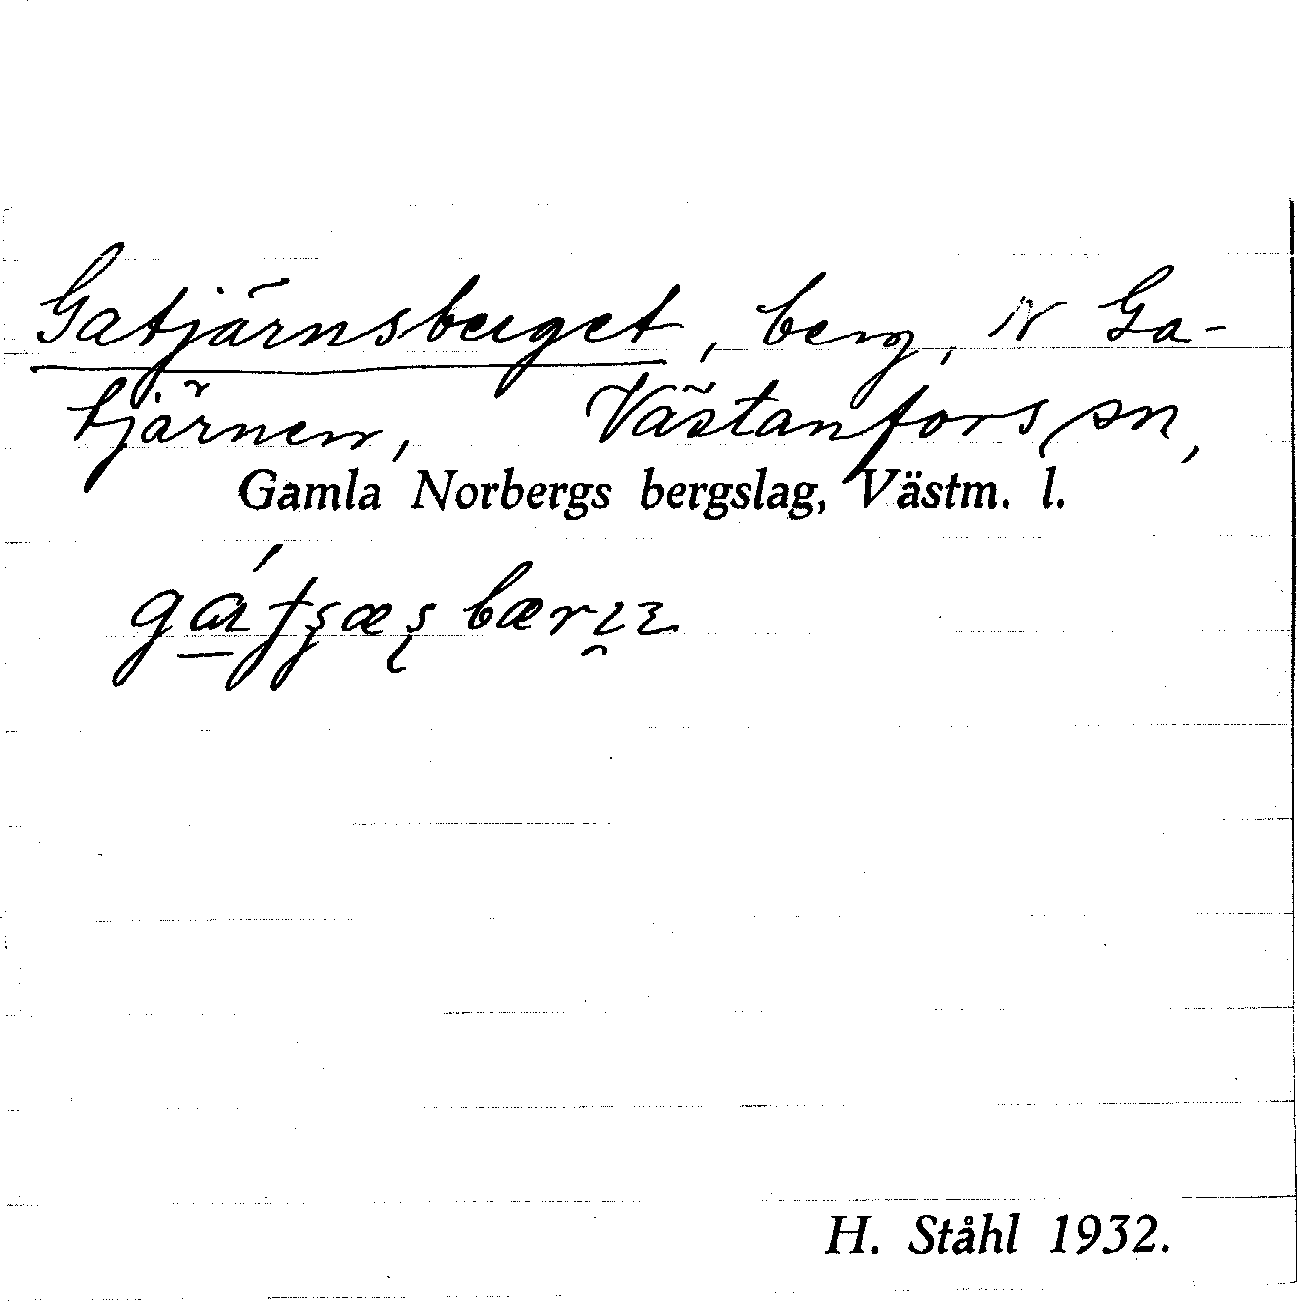 Gatjärnsberget, berg, N Ga-
tjärnen, Västanfors sn,
Gamla Norbergs bergslag, Västm. l.
H. Ståhl 1932.